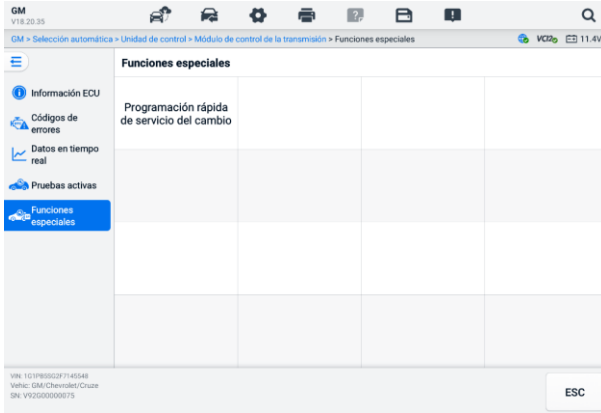 GM
V18.20.35
GM > Selección automática > Unidad de control > Módulo de control de la transmisión > Funciones especiales
VCI
11.4V
Funciones especiales
Información ECU
Códigos de
errores
Datos en tiempo
real
Pruebas activas
Funciones
especiales
Programación rápida
de servicio del cambio
VIN: 1G1PB5SG2F7145548
Vehic: GM/Chevrolet/Cruze
SN: V92G00000075
ESC